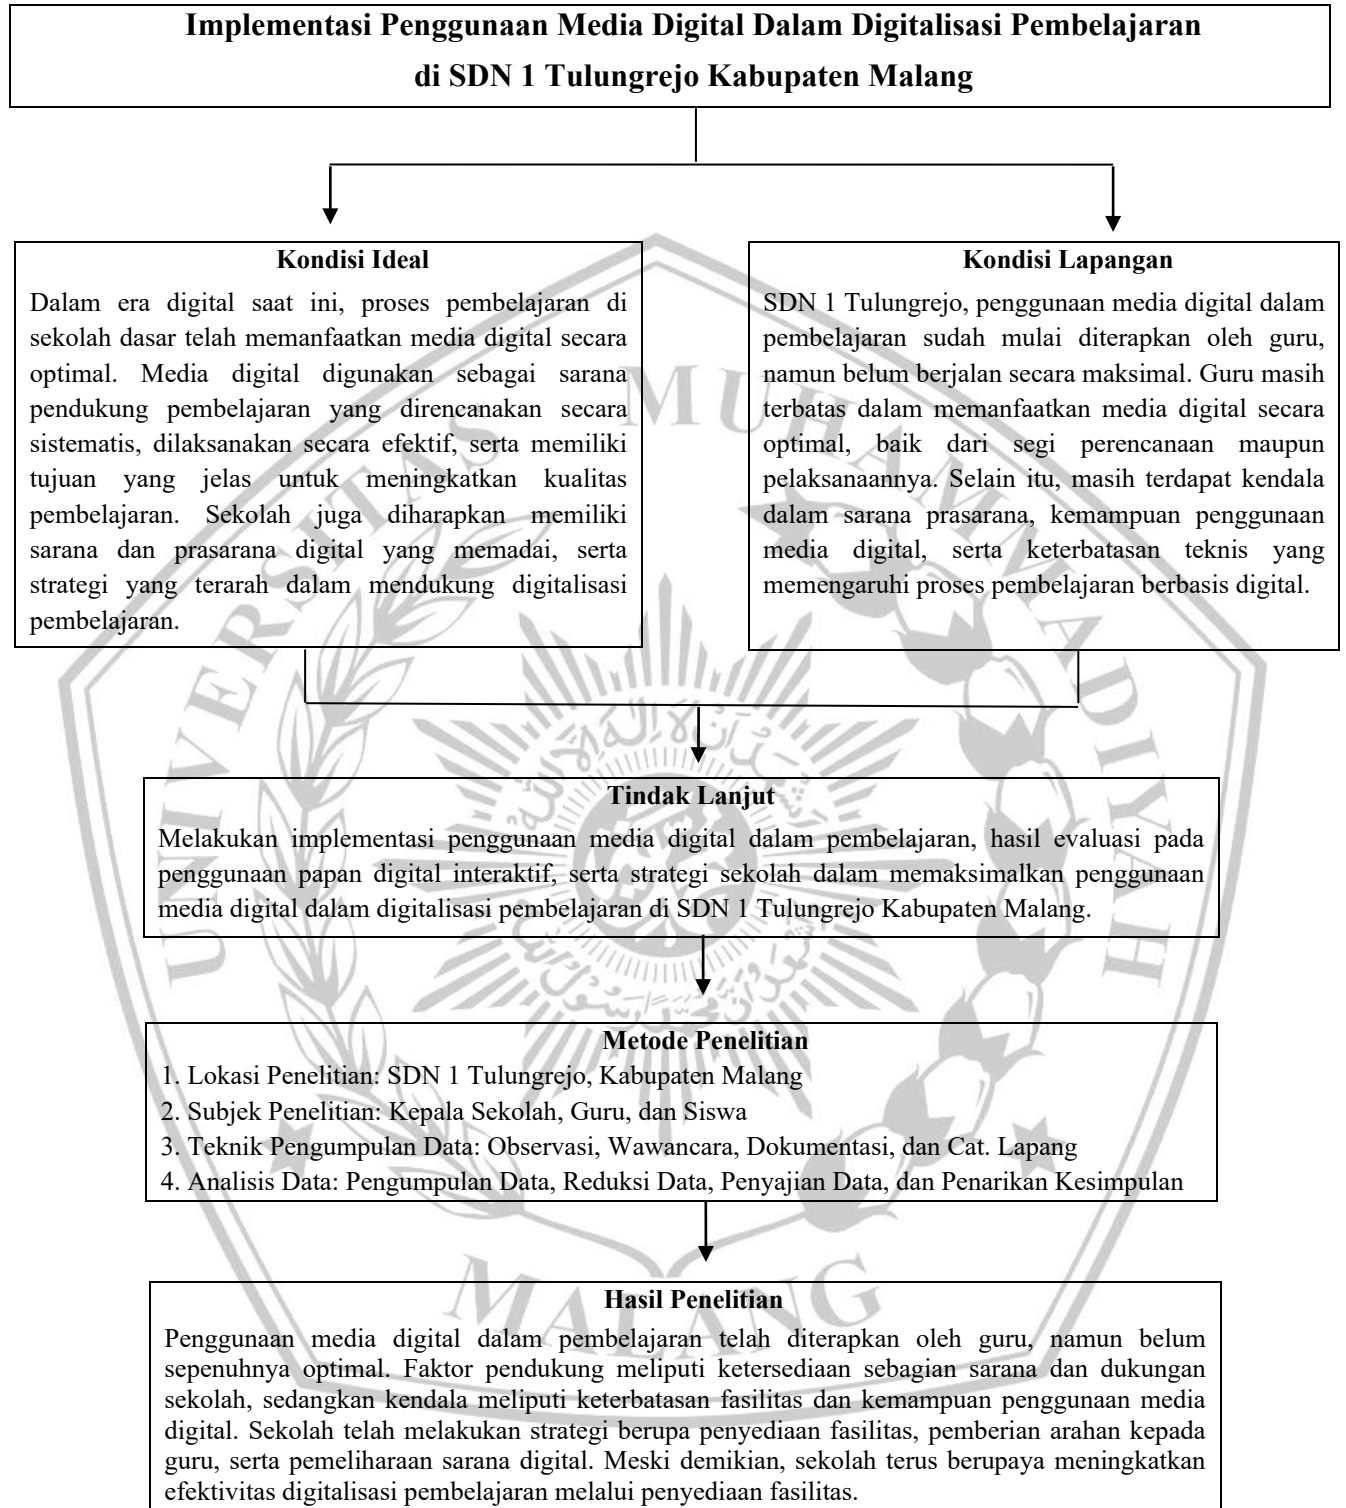 Implementasi Penggunaan Media Digital Dalam Digitalisasi Pembelajaran
di SDN 1 Tulungrejo Kabupaten Malang
Kondisi Ideal
Dalam era digital saat ini, proses pembelajaran di
sekolah dasar telah memanfaatkan media digital secara
optimal. Media digital digunakan sebagai sarana
pendukung pembelajaran yang direncanakan secara
sistematis, dilaksanakan secara efektif, serta memiliki
tujuan yang jelas untuk meningkatkan kualitas
pembelajaran. Sekolah juga diharapkan memiliki
sarana dan prasarana digital yang memadai, serta
strategi yang terarah dalam mendukung digitalisasi
pembelajaran.
Kondisi Lapangan
SDN 1 Tulungrejo, penggunaan media digital dalam
pembelajaran sudah mulai diterapkan oleh guru,
namun belum berjalan secara maksimal. Guru masih
terbatas dalam memanfaatkan media digital secara
optimal, baik dari segi perencanaan maupun
pelaksanaannya. Selain itu, masih terdapat kendala
dalam sarana prasarana, kemampuan penggunaan
media digital, serta keterbatasan teknis yang
memengaruhi proses pembelajaran berbasis digital.
Tindak Lanjut
Melakukan implementasi penggunaan media digital dalam pembelajaran, hasil evaluasi pada
penggunaan papan digital interaktif, serta strategi sekolah dalam memaksimalkan penggunaan
media digital dalam digitalisasi pembelajaran di SDN 1 Tulungrejo Kabupaten Malang.
Metode Penelitian
1. Lokasi Penelitian: SDN 1 Tulungrejo, Kabupaten Malang
2. Subjek Penelitian: Kepala Sekolah, Guru, dan Siswa
3. Teknik Pengumpulan Data: Observasi, Wawancara, Dokumentasi, dan Cat. Lapang
4. Analisis Data: Pengumpulan Data, Reduksi Data, Penyajian Data, dan Penarikan Kesimpulan
Hasil Penelitian
Penggunaan media digital dalam pembelajaran telah diterapkan oleh guru, namun belum
sepenuhnya optimal. Faktor pendukung meliputi ketersediaan sebagian sarana dan dukungan
sekolah, sedangkan kendala meliputi keterbatasan fasilitas dan kemampuan penggunaan media
digital. Sekolah telah melakukan strategi berupa penyediaan fasilitas, pemberian arahan kepada
guru, serta pemeliharaan sarana digital. Meski demikian, sekolah terus berupaya meningkatkan
efektivitas digitalisasi pembelajaran melalui penyediaan fasilitas.
UNIVERSITAS MUHAMMADIYAH
MALANG